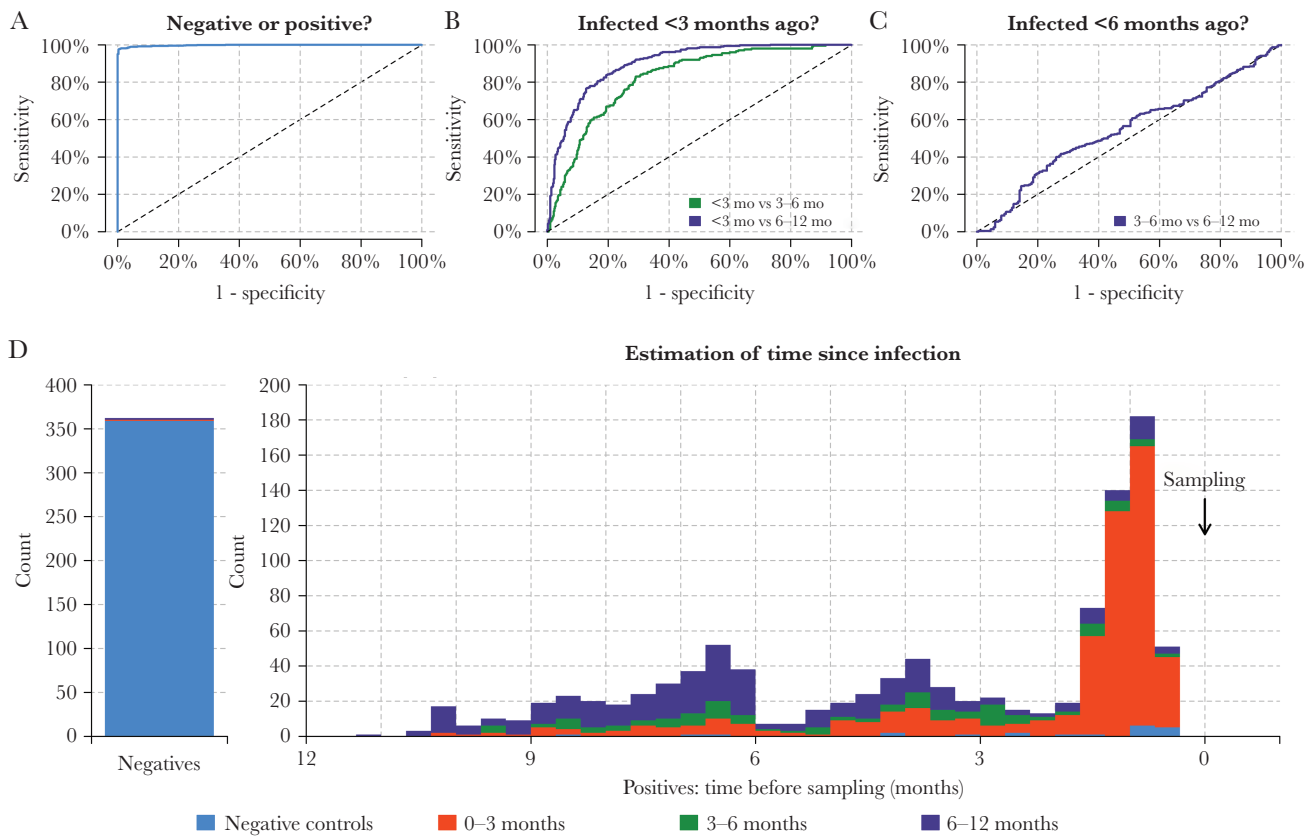 A
Negative or positive?
100%
80%
60%
40%
20%
0%
Sensitivity
0% 20% 40% 60% 80% 100%
1 - specificity
B
Infected <3 months ago?
100%
80%
60%
40%
20%
0%
Sensitivity
<3 mo vs 3–6 mo
<3 mo vs 6–12 mo
0% 20% 40% 60% 80% 100%
1 - specificity
C
Infected <6 months ago?
100%
80%
60%
40%
20%
0%
Sensitivity
3–6 mo vs 6–12 mo
0% 20% 40% 60% 80% 100%
1 - specificity
D
Estimation of time since infection
400
350
300
250
200
150
100
50
0
Count
Negatives
200
180
160
140
120
100
80
60
40
20
0
Count
Sampling
12 9 6 3 0
Positives: time before sampling (months)
Negative controls 0–3 months 3–6 months 6–12 months